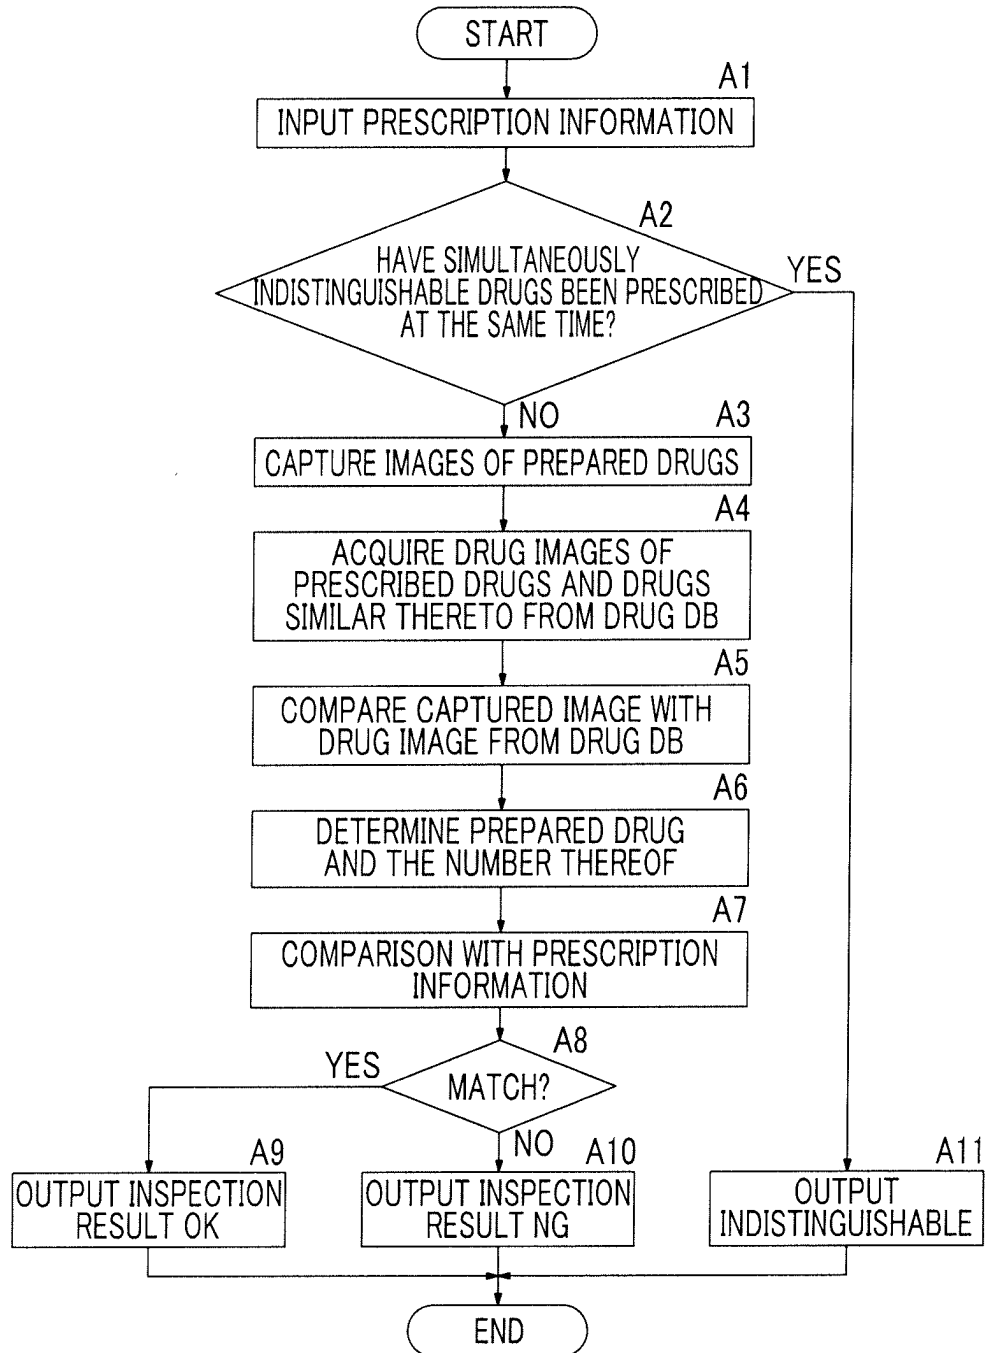 START
A1
INPUT PRESCRIPTION INFORMATION
A2
HAVE SIMULTANEOUSLY
INDISTINGUISHABLE DRUGS BEEN PRESCRIBED
AT THE SAME TIME?
YES
NO
A3
CAPTURE IMAGES OF PREPARED DRUGS
A4
ACQUIRE DRUG IMAGES OF
PRESCRIBED DRUGS AND DRUGS
SIMILAR THERETO FROM DRUG DB
A5
COMPARE CAPTURED IMAGE WITH
DRUG IMAGE FROM DRUG DB
A6
DETERMINE PREPARED DRUG
AND THE NUMBER THEREOF
A7
COMPARISON WITH PRESCRIPTION
INFORMATION
A8
MATCH?
YES
NO
A9
OUTPUT INSPECTION
RESULT OK
A10
OUTPUT INSPECTION
RESULT NG
A11
OUTPUT
INDISTINGUISHABLE
END